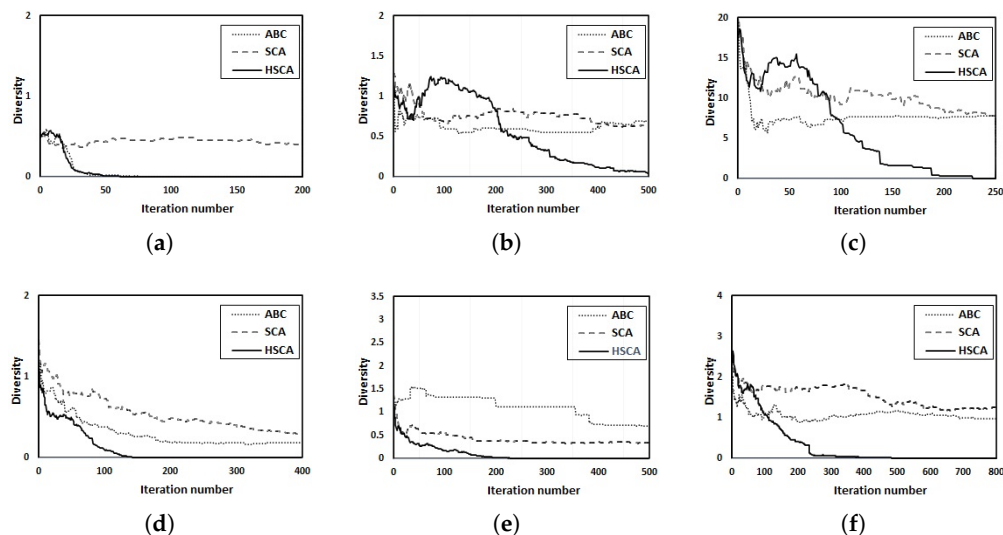 2
1
0
Diversity
ABC
SCA
HSCA
0 50 100 150 200
Iteration number
(a)
2
1.5
1
0.5
0
Diversity
ABC
SCA
HSCA
0 100 200 300 400 500
Iteration number
(b)
20
15
10
5
0
Diversity
ABC
SCA
HSCA
0 50 100 150 200 250
Iteration number
(c)
2
1
0
Diversity
ABC
SCA
HSCA
0 100 200 300 400
Iteration number
(d)
3.5
3
2.5
2
1.5
1
0.5
0
Diversity
ABC
SCA
HSCA
0 100 200 300 400 500
Iteration number
(e)
4
3
2
1
0
Diversity
ABC
SCA
HSCA
0 100 200 300 400 500 600 700 800
Iteration number
(f)